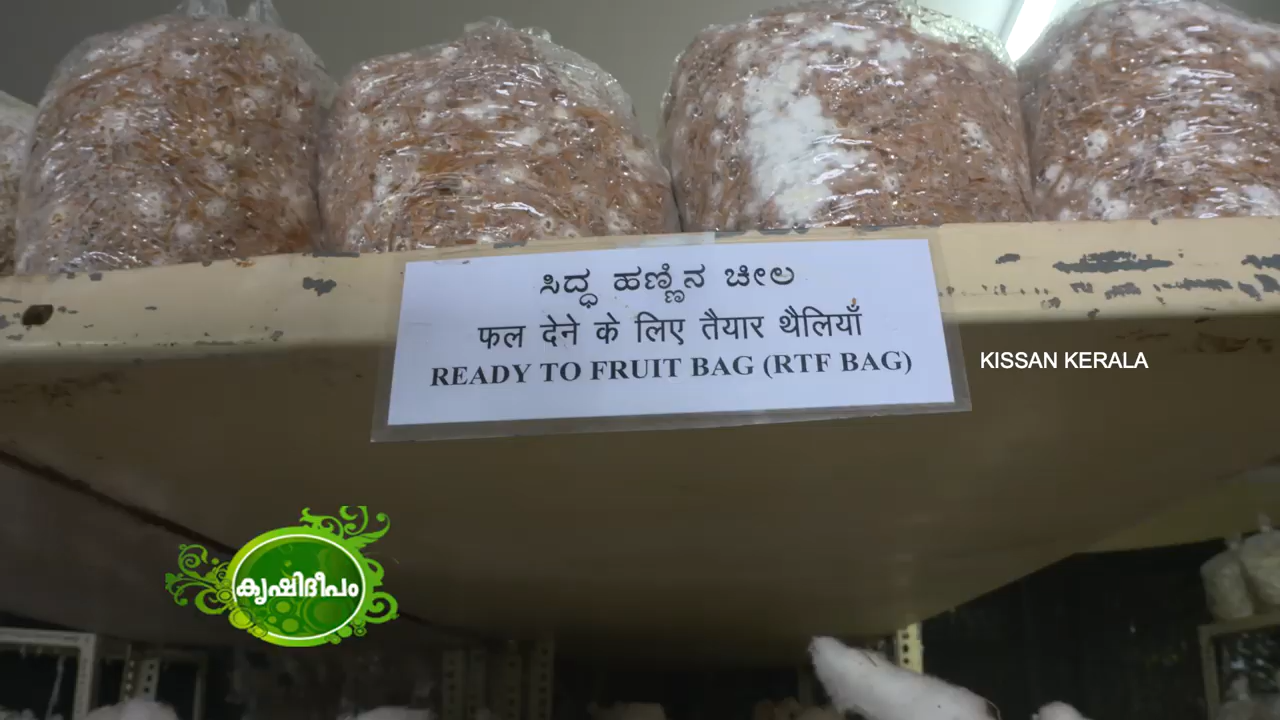 ಸಿದ್ಧ ಹಣ್ಣಿನ ಚೀಲ
फल देने के लिए तैयार थैलियाँ
READY TO FRUIT BAG (RTF BAG)
KISSAN KERALA
കൃഷിദീപം